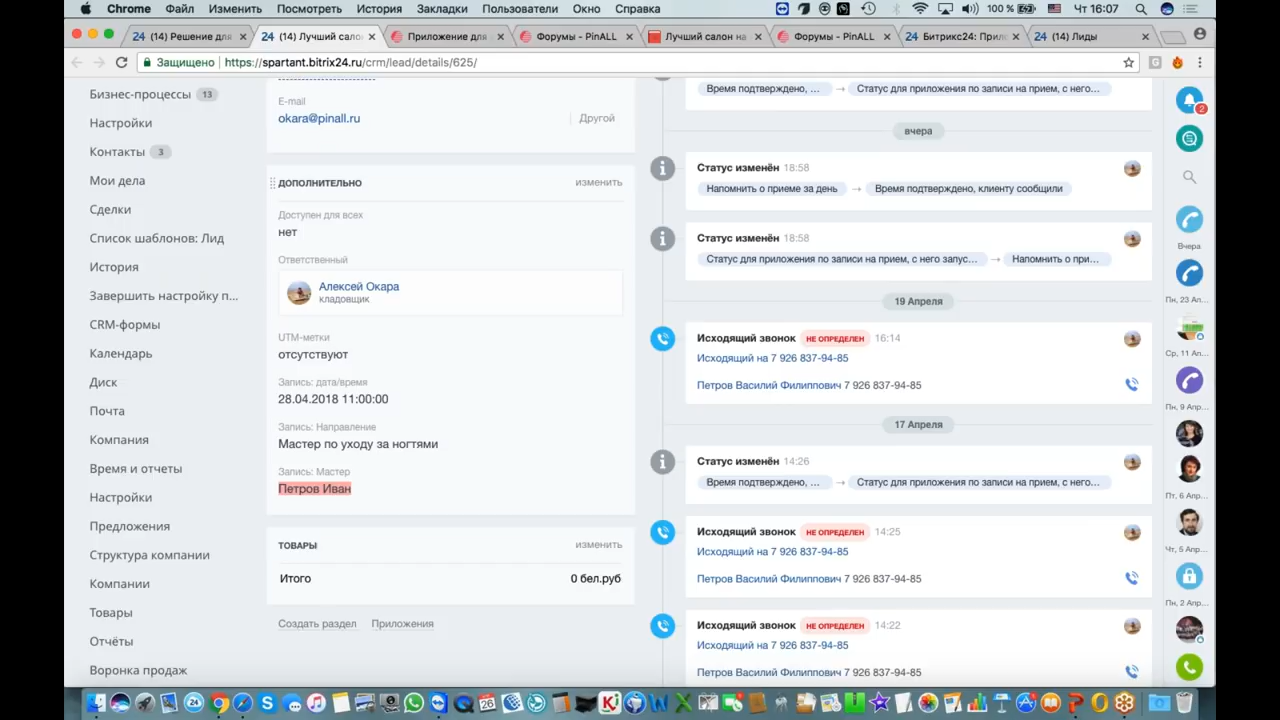 Chrome Файл Изменить Посмотреть История Закладки Пользователи Окно Справка 100 % Чт 16:07
24 (14) Решение для
24 (14) Лучший сало
Приложение для
Форумы - PinALL
Лучший салон на
Форумы - PinALL
24 Битрикс24: Прил
24 (14) Лиды
Защищено https://spartant.bitrix24.ru/crm/lead/details/625/
Бизнес-процессы 13
Настройки
Контакты 3
Мои дела
Сделки
Список шаблонов: Лид
История
Завершить настройку п...
CRM-формы
Календарь
Диск
Почта
Компания
Время и отчеты
Настройки
Предложения
Структура компании
Компании
Товары
Отчёты
Воронка продаж
E-mail
okara@pinall.ru Другой
ДОПОЛНИТЕЛЬНО изменить
Доступен для всех
нет
Ответственный
Алексей Окара
кладовщик
UTM-метки
отсутствуют
Запись: дата/время
28.04.2018 11:00:00
Запись: Направление
Мастер по уходу за ногтями
Запись: Мастер
Петров Иван
ТОВАРЫ изменить
Итого 0 бел.руб
Создать раздел Приложения
Время подтверждено, ... → Статус для приложения по записи на прием, с него...
вчера
Статус изменён 18:58
Напомнить о приеме за день → Время подтверждено, клиенту сообщили
Статус изменён 18:58
Статус для приложения по записи на прием, с него запус... → Напомнить о при...
19 Апреля
Исходящий звонок НЕ ОПРЕДЕЛЕН 16:14
Исходящий на 7 926 837-94-85
Петров Василий Филиппович 7 926 837-94-85
17 Апреля
Статус изменён 14:26
Время подтверждено, ... → Статус для приложения по записи на прием, с него...
Исходящий звонок НЕ ОПРЕДЕЛЕН 14:25
Исходящий на 7 926 837-94-85
Петров Василий Филиппович 7 926 837-94-85
Исходящий звонок НЕ ОПРЕДЕЛЕН 14:22
Исходящий на 7 926 837-94-85
Петров Василий Филиппович 7 926 837-94-85
2
Вчера
Пн, 23 Ап...
Ср, 11 Ап...
Пн, 9 Апр...
Пт, 6 Апр...
Чт, 5 Апр...
Пн, 2 Апр...